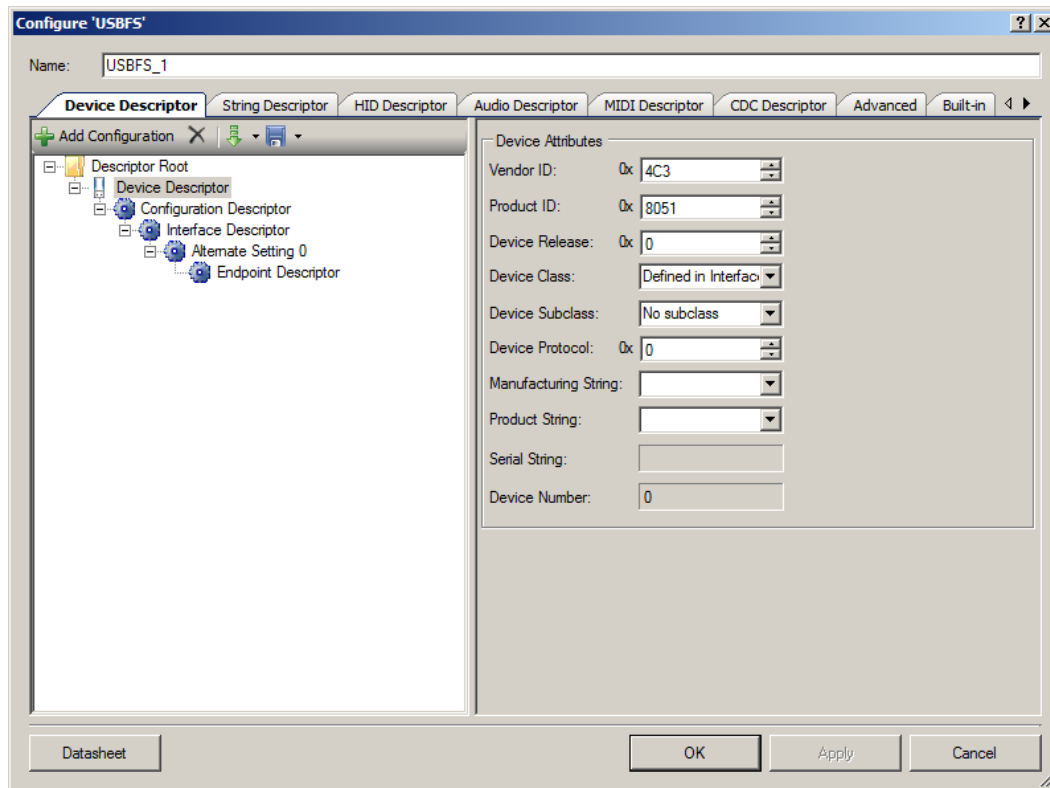 Configure 'USBFS'
Name: USBFS_1
Device Descriptor String Descriptor HID Descriptor Audio Descriptor MIDI Descriptor CDC Descriptor Advanced Built-in
Add Configuration
Descriptor Root
Device Descriptor
Configuration Descriptor
Interface Descriptor
Alternate Setting 0
Endpoint Descriptor
Device Attributes
Vendor ID: 0x 4C3
Product ID: 0x 8051
Device Release: 0x 0
Device Class: Defined in Interfac
Device Subclass: No subclass
Device Protocol: 0x 0
Manufacturing String:
Product String:
Serial String:
Device Number: 0
Datasheet OK Apply Cancel